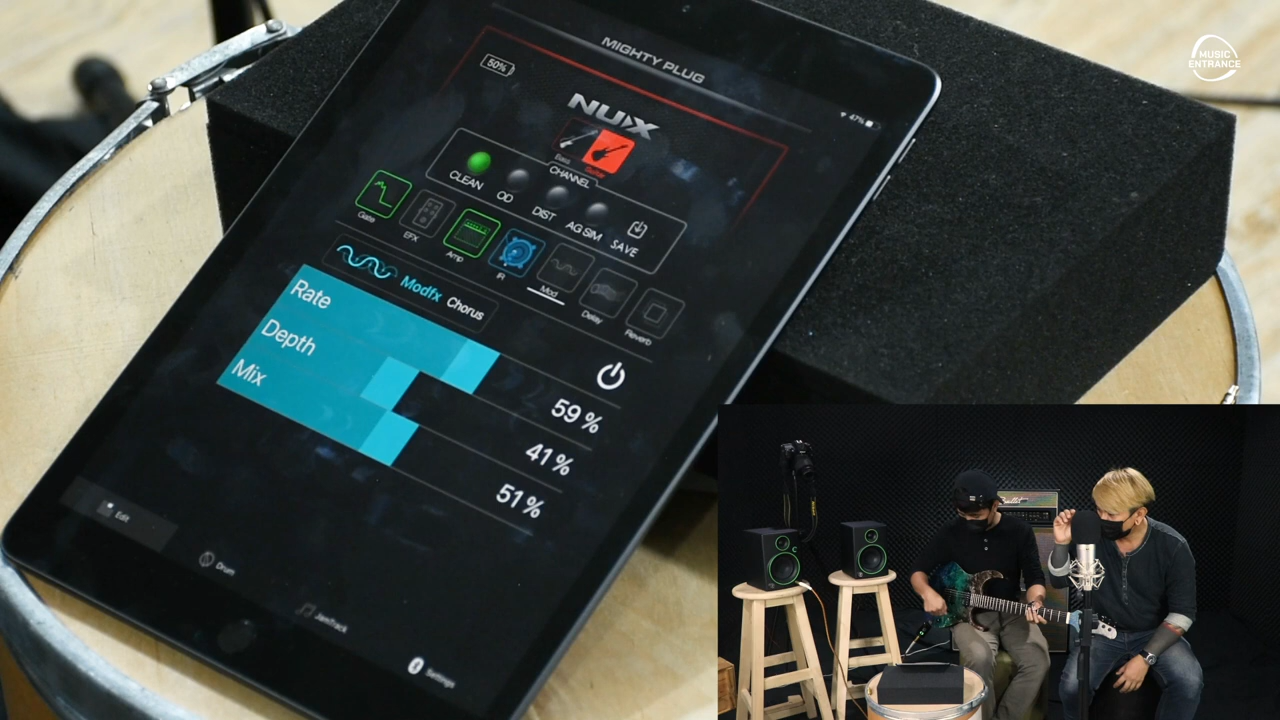 MUSIC
ENTRANCE
MIGHTY PLUG
50%
47%
NUX
Bass
Guitar
CHANNEL
CLEAN
OD
DIST
AG SIM
SAVE
Gate
EFX
Amp
IR
Mod
Delay
Reverb
Modfx Chorus
Rate
59 %
Depth
41 %
Mix
51 %
Edit
Drum
JamTrack
Settings